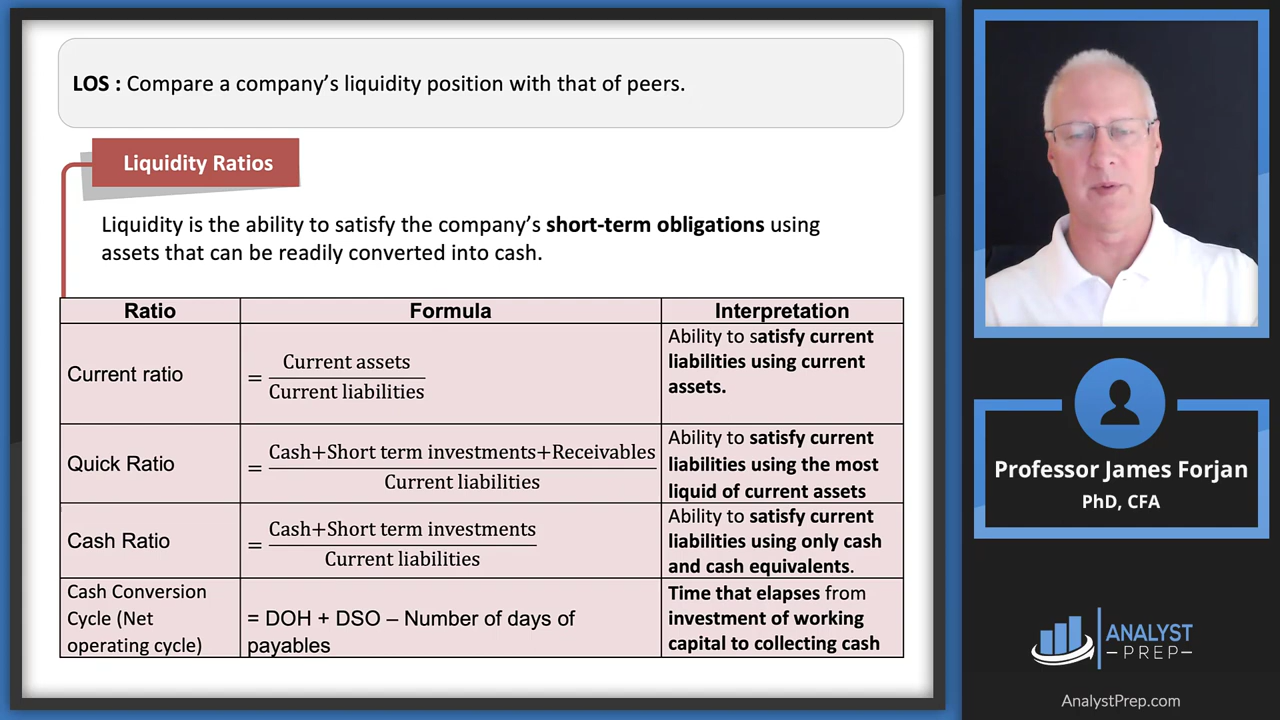 LOS : Compare a company's liquidity position with that of peers.
Liquidity Ratios
Liquidity is the ability to satisfy the company's short-term obligations using
assets that can be readily converted into cash.
Ratio Formula Interpretation
Current ratio
= Current assets
Current liabilities
Ability to satisfy current
liabilities using current
assets.
Quick Ratio
= Cash+Short term investments+Receivables
Current liabilities
Ability to satisfy current
liabilities using the most
liquid of current assets
Cash Ratio
= Cash+Short term investments
Current liabilities
Ability to satisfy current
liabilities using only cash
and cash equivalents.
Cash Conversion
Cycle (Net
operating cycle)
= DOH + DSO – Number of days of
payables
Time that elapses from
investment of working
capital to collecting cash
Professor James Forjan
PhD, CFA
ANALYST
PREP
AnalystPrep.com